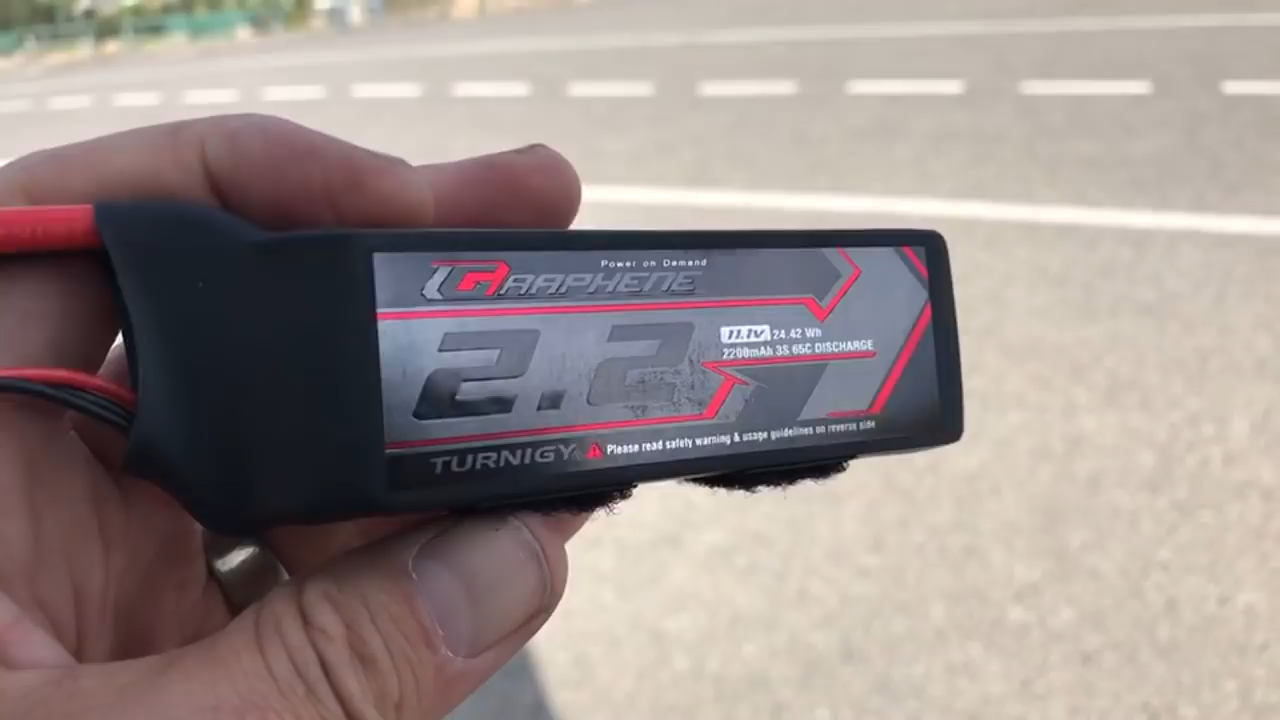 Power on Demand
GRAPHENE
2.2
11.1V 24.42 Wh
2200mAh 3S 65C DISCHARGE
TURNIGY Please read safety warning & usage guidelines on reverse side